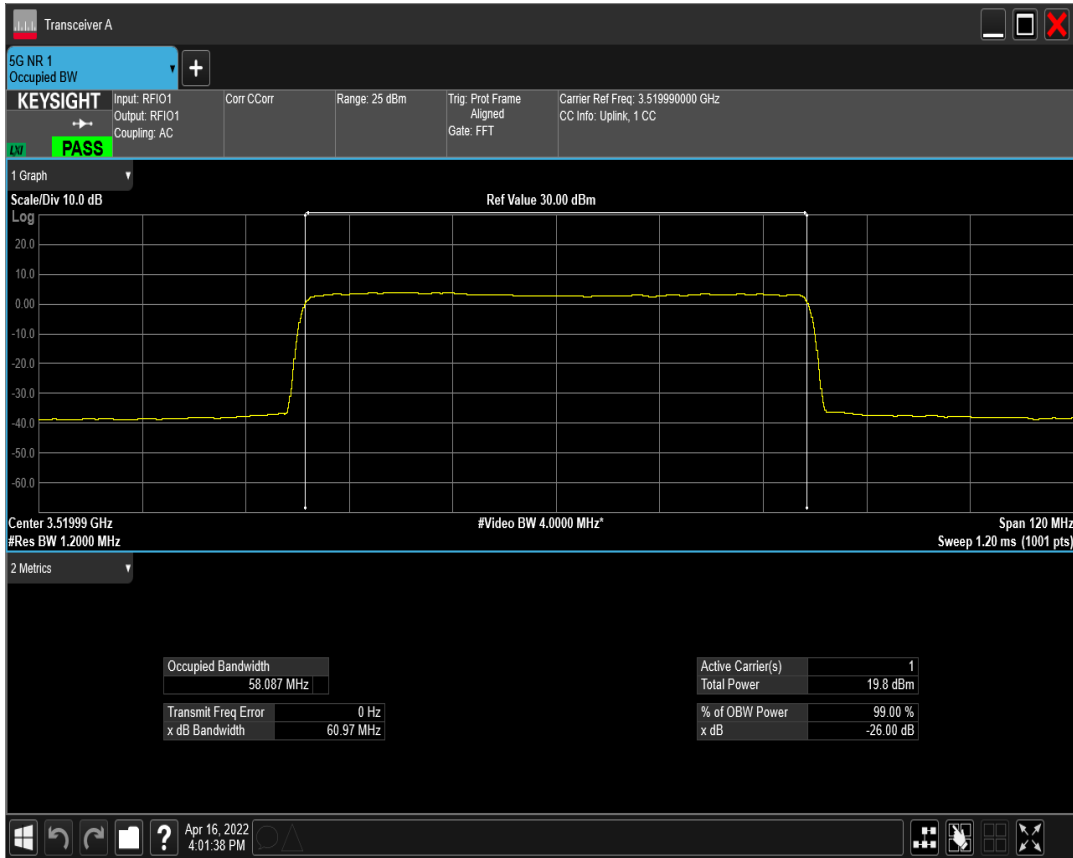 Transceiver A
5G NR 1
Occupied BW
KEYSIGHT
LXI
PASS
Input: RFIO1
Output: RFIO1
Coupling: AC
Corr CCorr
Range: 25 dBm
Trig: Prot Frame
Aligned
Gate: FFT
Carrier Ref Freq: 3.519990000 GHz
CC Info: Uplink, 1 CC
1 Graph
Scale/Div 10.0 dB
Ref Value 30.00 dBm
Log
20.0
10.0
0.00
-10.0
-20.0
-30.0
-40.0
-50.0
-60.0
Center 3.51999 GHz
#Video BW 4.0000 MHz*
Span 120 MHz
#Res BW 1.2000 MHz
Sweep 1.20 ms (1001 pts)
2 Metrics
Occupied Bandwidth
58.087 MHz
Transmit Freq Error 0 Hz
x dB Bandwidth 60.97 MHz
Active Carrier(s) 1
Total Power 19.8 dBm
% of OBW Power 99.00 %
x dB -26.00 dB
?
Apr 16, 2022
4:01:38 PM